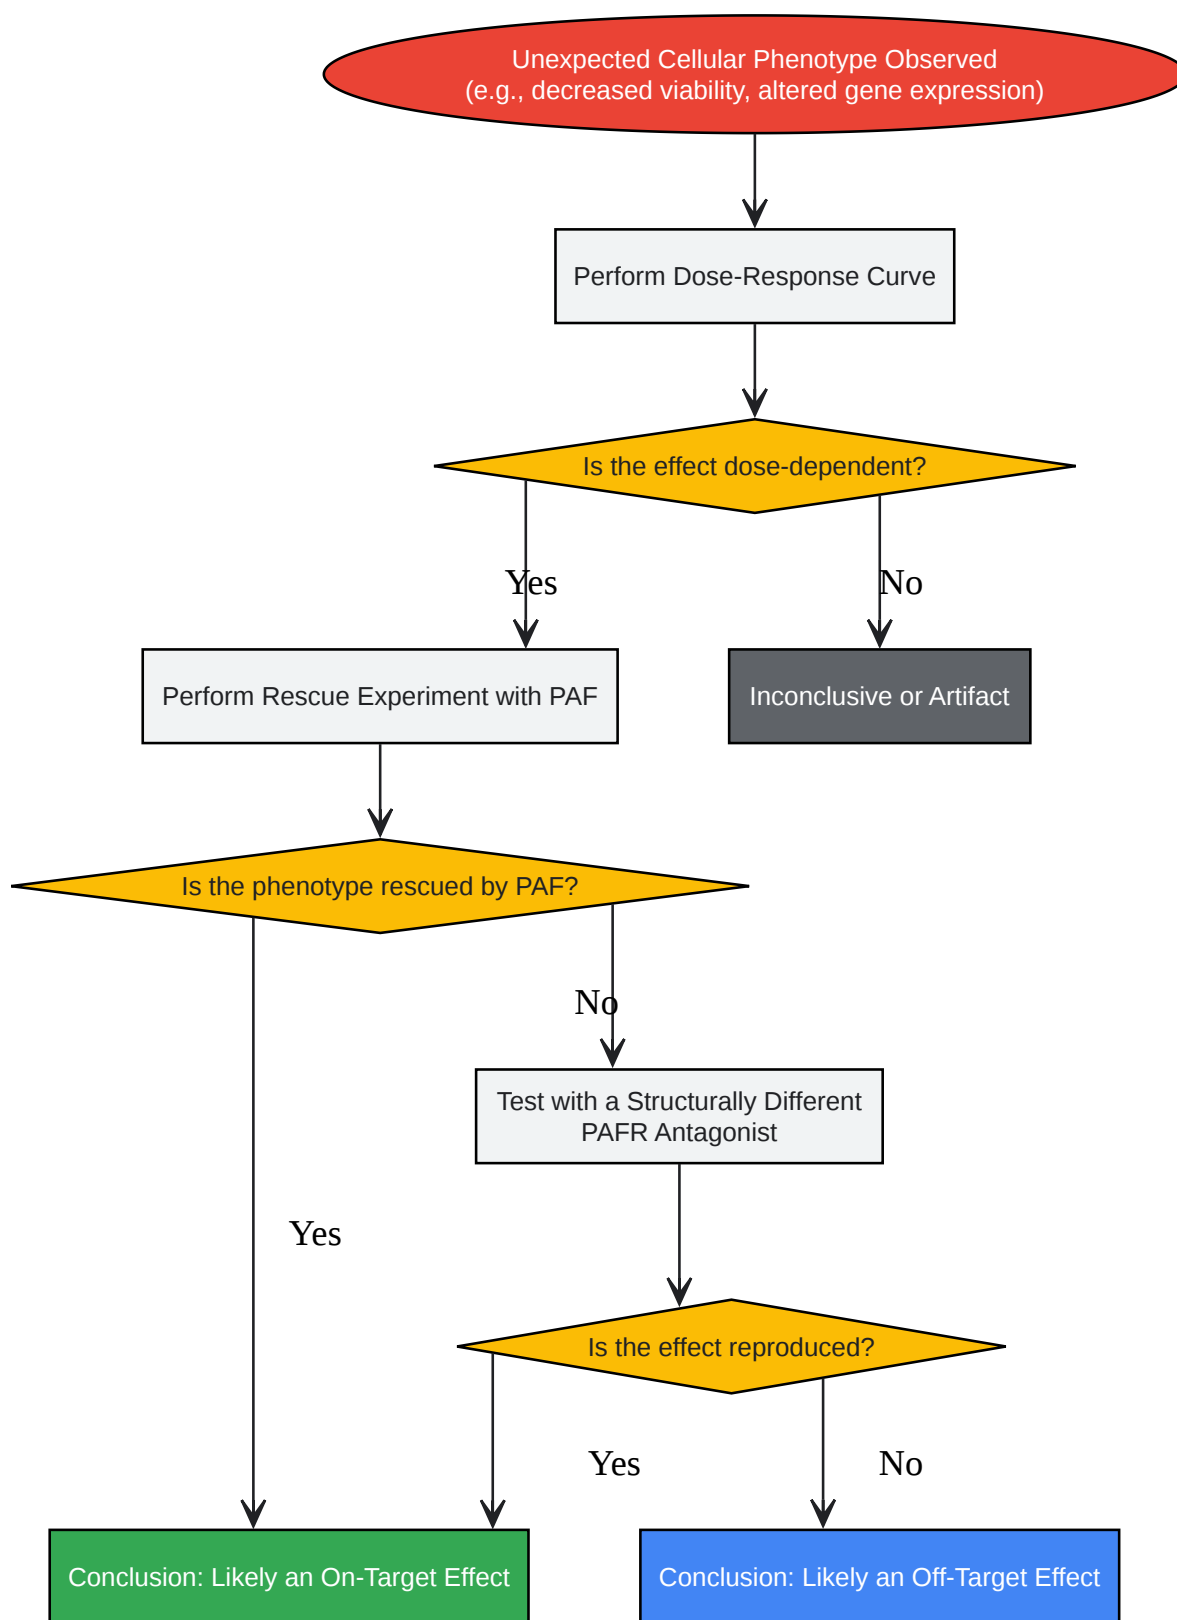 Unexpected Cellular Phenotype Observed
(e.g., decreased viability, altered gene expression)
Perform Dose-Response Curve
Is the effect dose-dependent?
Yes
No
Perform Rescue Experiment with PAF
Inconclusive or Artifact
Is the phenotype rescued by PAF?
No
Test with a Structurally Different
PAFR Antagonist
Yes
Is the effect reproduced?
Yes
No
Conclusion: Likely an On-Target Effect
Conclusion: Likely an Off-Target Effect